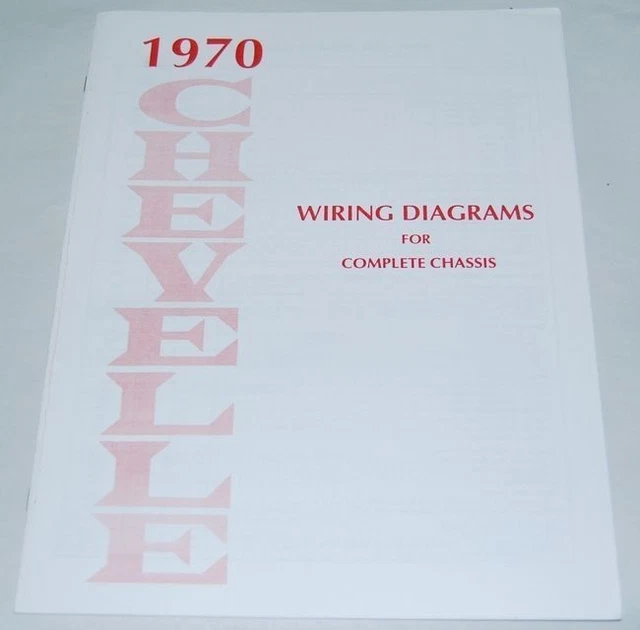 1970
CHEVELLE
WIRING DIAGRAMS
FOR
COMPLETE CHASSIS